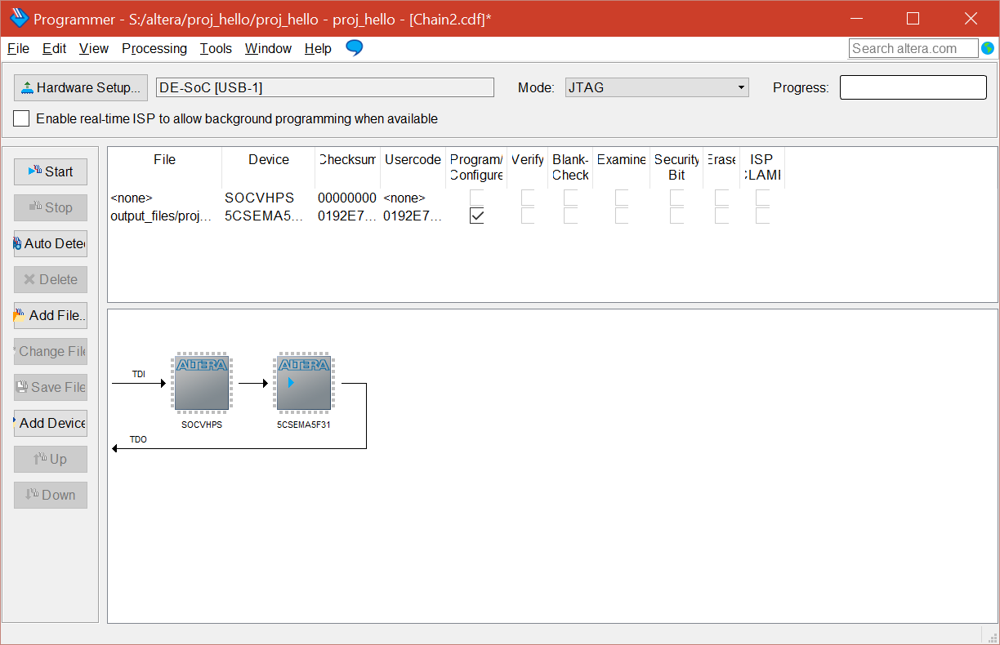 Programmer - S:/altera/proj_hello/proj_hello - proj_hello - [Chain2.cdf]*
File Edit View Processing Tools Window Help
Search altera.com
Hardware Setup...
DE-SoC [USB-1]
Mode:
JTAG
Progress:
Enable real-time ISP to allow background programming when available
Start
Stop
Auto Dete
Delete
Add File..
Change File
Save File
Add Device
Up
Down
File Device Checksum Usercode Program/ Verify Blank- Examine Security Erase ISP
Configure Check Bit CLAMI
<none> SOCVHPS 00000000 <none>
output_files/proj... 5CSEMA5... 0192E7... 0192E7...
ALTERA ALTERA
TDI
SOCVHPS 5CSEMA5F31
TDO